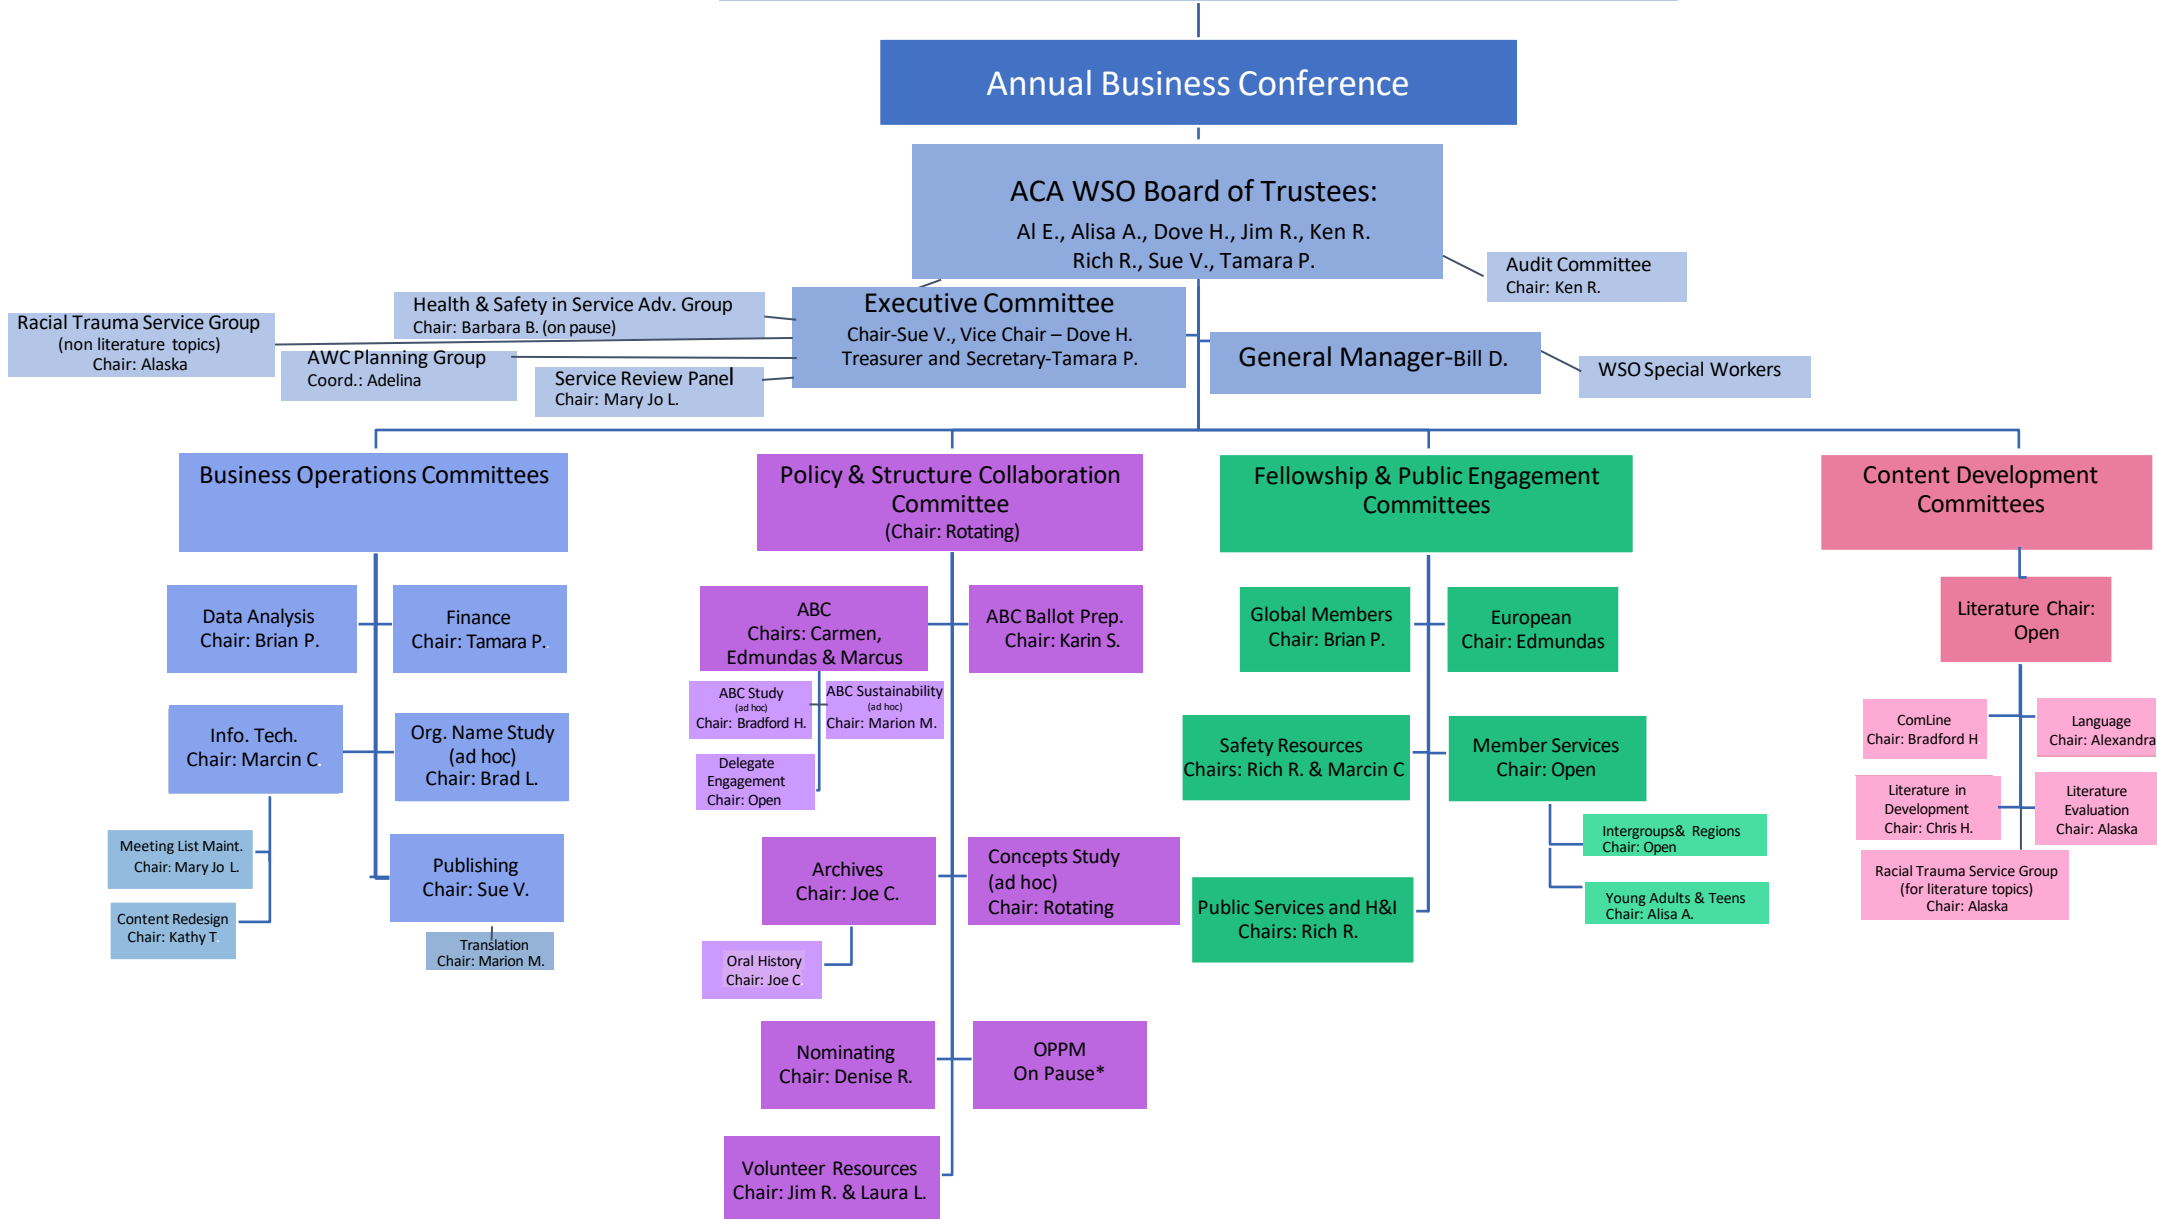 Annual Business Conference
ACA WSO Board of Trustees:
Al E., Alisa A., Dove H., Jim R., Ken R.
Rich R., Sue V., Tamara P.
Audit Committee
Chair: Ken R.
Executive Committee
Chair-Sue V., Vice Chair – Dove H.
Treasurer and Secretary-Tamara P.
Health & Safety in Service Adv. Group
Chair: Barbara B. (on pause)
Racial Trauma Service Group
(non literature topics)
Chair: Alaska
AWC Planning Group
Coord.: Adelina
Service Review Panel
Chair: Mary Jo L.
General Manager-Bill D.
WSO Special Workers
Business Operations Committees
Data Analysis
Chair: Brian P.
Finance
Chair: Tamara P.
Info. Tech.
Chair: Marcin C.
Org. Name Study
(ad hoc)
Chair: Brad L.
Meeting List Maint.
Chair: Mary Jo L.
Content Redesign
Chair: Kathy T.
Publishing
Chair: Sue V.
Translation
Chair: Marion M.
Policy & Structure Collaboration
Committee
(Chair: Rotating)
ABC
Chairs: Carmen,
Edmundas & Marcus
ABC Ballot Prep.
Chair: Karin S.
ABC Study
(ad hoc)
Chair: Bradford H.
ABC Sustainability
(ad hoc)
Chair: Marion M.
Delegate
Engagement
Chair: Open
Archives
Chair: Joe C.
Concepts Study
(ad hoc)
Chair: Rotating
Oral History
Chair: Joe C.
Nominating
Chair: Denise R.
OPPM
On Pause*
Volunteer Resources
Chair: Jim R. & Laura L.
Fellowship & Public Engagement
Committees
Global Members
Chair: Brian P.
European
Chair: Edmundas
Safety Resources
Chairs: Rich R. & Marcin C
Member Services
Chair: Open
Intergroups& Regions
Chair: Open
Young Adults & Teens
Chair: Alisa A.
Public Services and H&I
Chairs: Rich R.
Content Development
Committees
Literature Chair:
Open
ComLine
Chair: Bradford H
Language
Chair: Alexandra
Literature in
Development
Chair: Chris H.
Literature
Evaluation
Chair: Alaska
Racial Trauma Service Group
(for literature topics)
Chair: Alaska